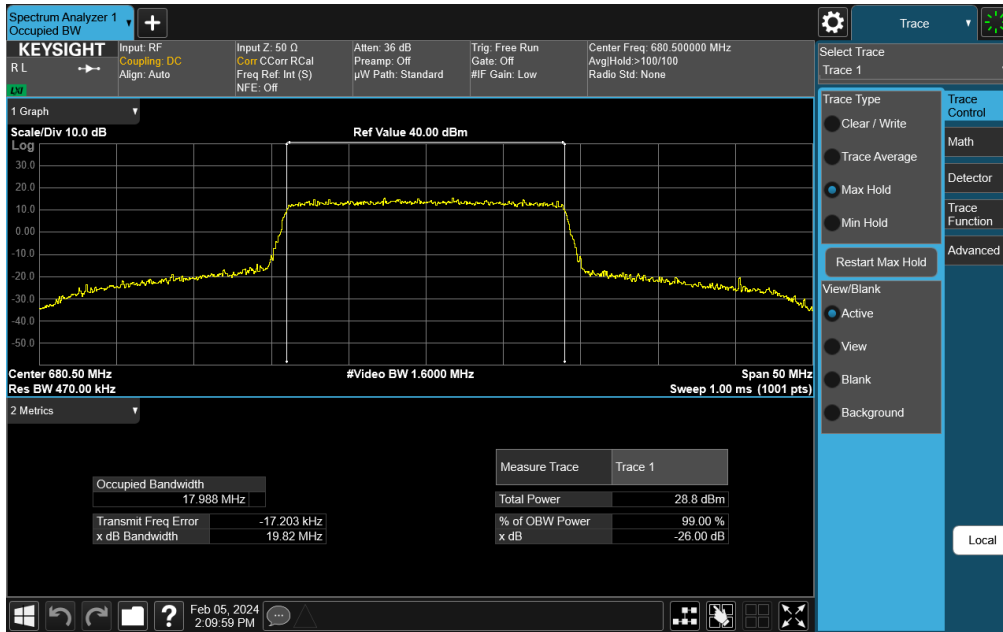 Spectrum Analyzer 1
Occupied BW
Trace
KEYSIGHT
R L
LXI
Input: RF
Coupling: DC
Align: Auto
Input Z: 50 Ω
Corr CCorr RCal
Freq Ref: Int (S)
NFE: Off
Atten: 36 dB
Preamp: Off
µW Path: Standard
Trig: Free Run
Gate: Off
#IF Gain: Low
Center Freq: 680.500000 MHz
Avg|Hold:>100/100
Radio Std: None
Select Trace
Trace 1
1 Graph
Scale/Div 10.0 dB
Ref Value 40.00 dBm
Log
30.0
20.0
10.0
0.00
-10.0
-20.0
-30.0
-40.0
-50.0
Center 680.50 MHz
#Video BW 1.6000 MHz
Span 50 MHz
Res BW 470.00 kHz
Sweep 1.00 ms (1001 pts)
Trace Type
Clear / Write
Trace Average
Max Hold
Min Hold
Restart Max Hold
View/Blank
Active
View
Blank
Background
Trace
Control
Math
Detector
Trace
Function
Advanced
Local
2 Metrics
Occupied Bandwidth
17.988 MHz
Transmit Freq Error -17.203 kHz
x dB Bandwidth 19.82 MHz
Measure Trace Trace 1
Total Power 28.8 dBm
% of OBW Power 99.00 %
x dB -26.00 dB
?
Feb 05, 2024
2:09:59 PM